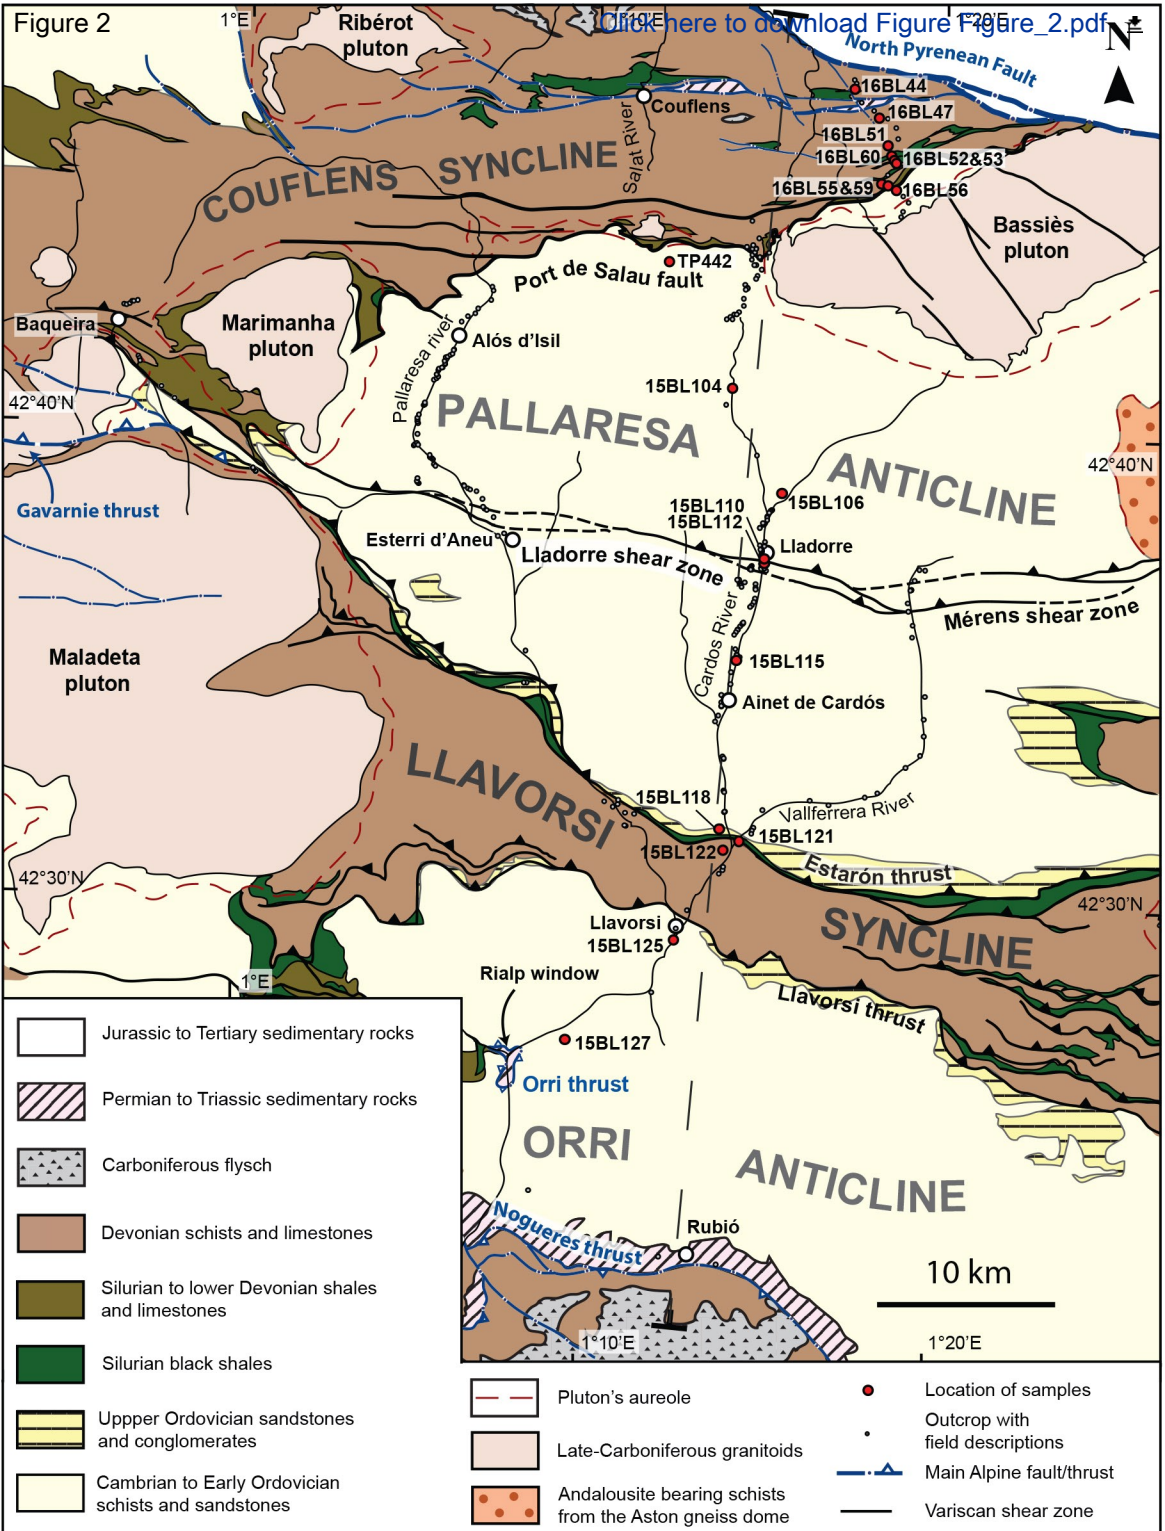 Figure 2
1°E
Ribérot
pluton
1°10'E
Click here to download Figure Figure_2.pdf
1°20'E
N
North Pyrenean Fault
16BL44
Couflens
16BL47
Salat River
16BL51
16BL60
16BL52&53
COUFLENS SYNCLINE
16BL55&59
16BL56
Bassiès
pluton
TP442
Port de Salau fault
Baqueira
Marimanha
pluton
Pallaresa river
Alós d'Isil
42°40'N
15BL104
PALLARESA
ANTICLINE
42°40'N
Gavarnie thrust
15BL106
15BL110
15BL112
Esterri d'Aneu
Lladorre
Lladorre shear zone
Mérens shear zone
Cardos River
Maladeta
pluton
15BL115
Ainet de Cardós
LLAVORSI
15BL118
Vallferrera River
15BL121
15BL122
Estarón thrust
42°30'N
42°30'N
Llavorsi
15BL125
SYNCLINE
Rialp window
1°E
Llavorsi thrust
15BL127
Orri thrust
ORRI
ANTICLINE
Nogueres thrust
Rubió
10 km
1°10'E
1°20'E
Jurassic to Tertiary sedimentary rocks
Permian to Triassic sedimentary rocks
Carboniferous flysch
Devonian schists and limestones
Silurian to lower Devonian shales
and limestones
Silurian black shales
Uppper Ordovician sandstones
and conglomerates
Cambrian to Early Ordovician
schists and sandstones
Pluton's aureole
Late-Carboniferous granitoids
Andalousite bearing schists
from the Aston gneiss dome
Location of samples
Outcrop with
field descriptions
Main Alpine fault/thrust
Variscan shear zone